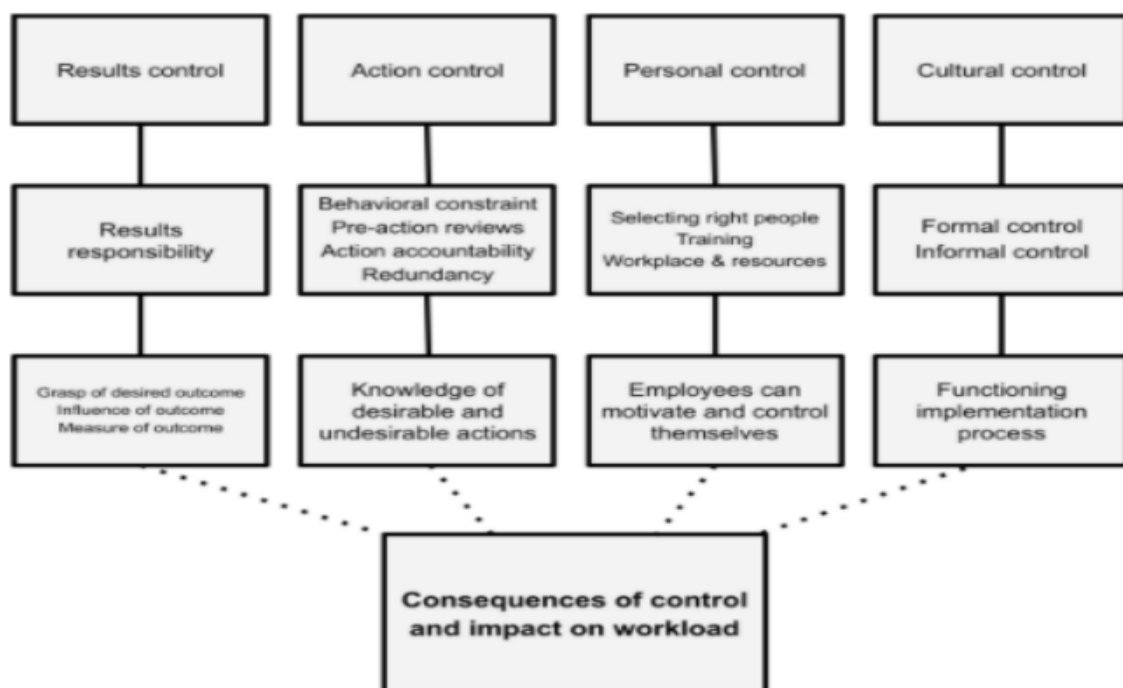 Results control
Action control
Personal control
Cultural control
Results
responsibility
Behavioral constraint
Pre-action reviews
Action accountability
Redundancy
Selecting right people
Training
Workplace & resources
Formal control
Informal control
Grasp of desired outcome
Influence of outcome
Measure of outcome
Knowledge of
desirable and
undesirable actions
Employees can
motivate and control
themselves
Functioning
implementation
process
Consequences of control
and impact on workload